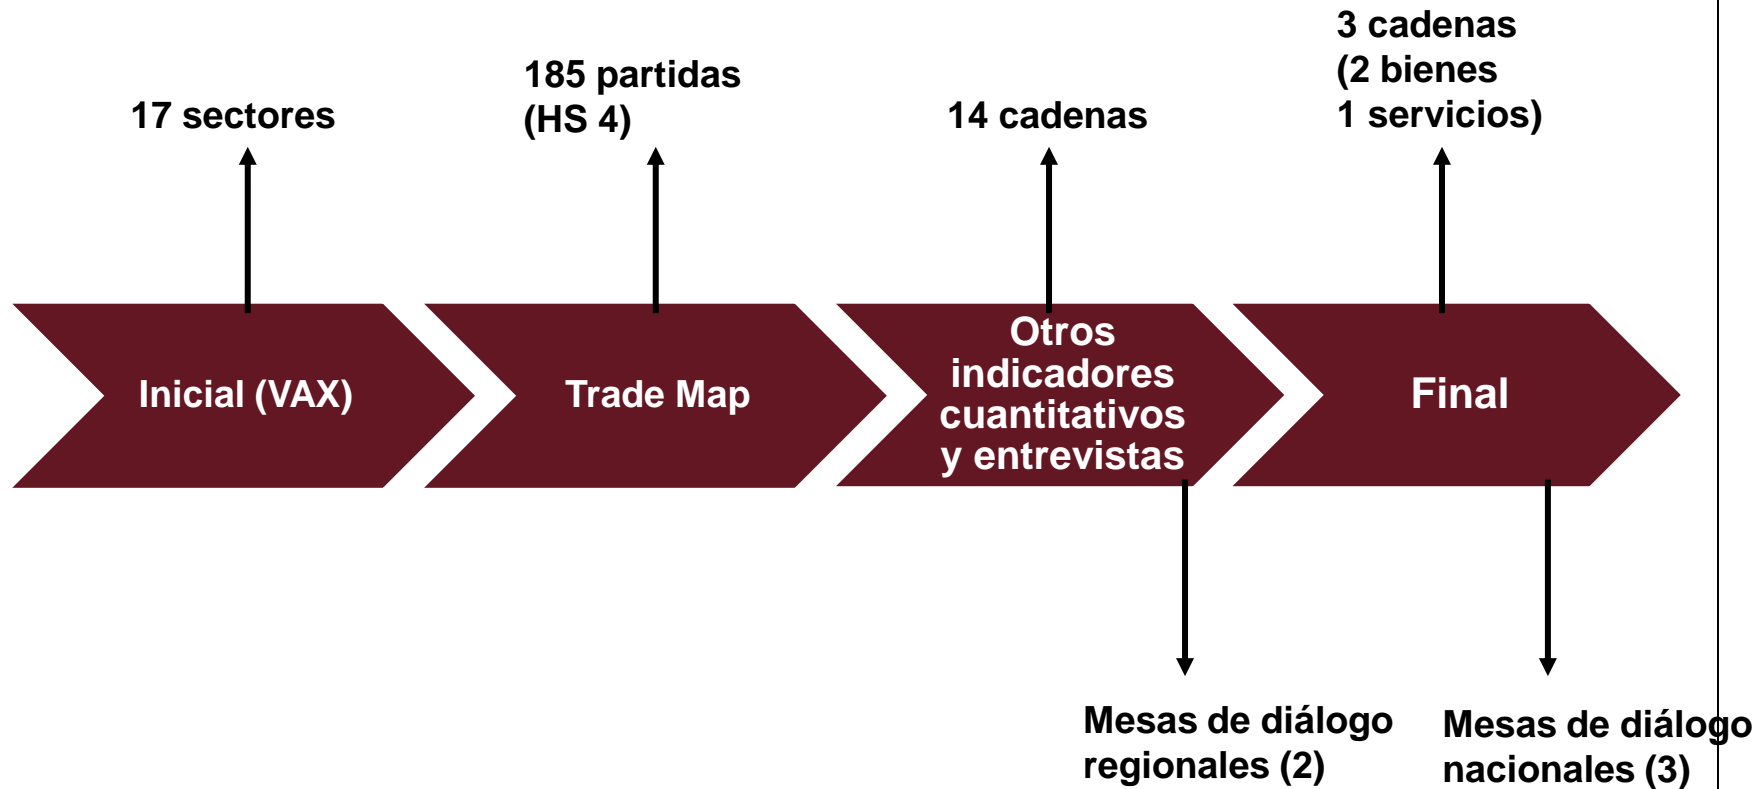 17 sectores
185 partidas
(HS 4)
14 cadenas
3 cadenas
(2 bienes
1 servicios)
Inicial (VAX)
Trade Map
Otros
indicadores
cuantitativos
y entrevistas
Final
Mesas de diálogo
regionales (2)
Mesas de diálogo
nacionales (3)